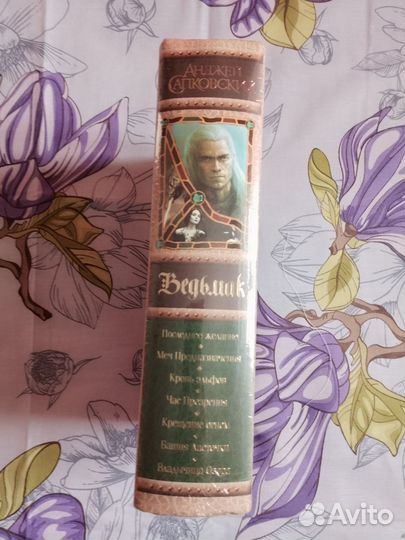 Анджей
Сапковский
Ведьмак
Последнее желание
Меч Предназначения
Кровь эльфов
Час Презрения
Крещение огнем
Башня Ласточки
Владычица Озера
Avito